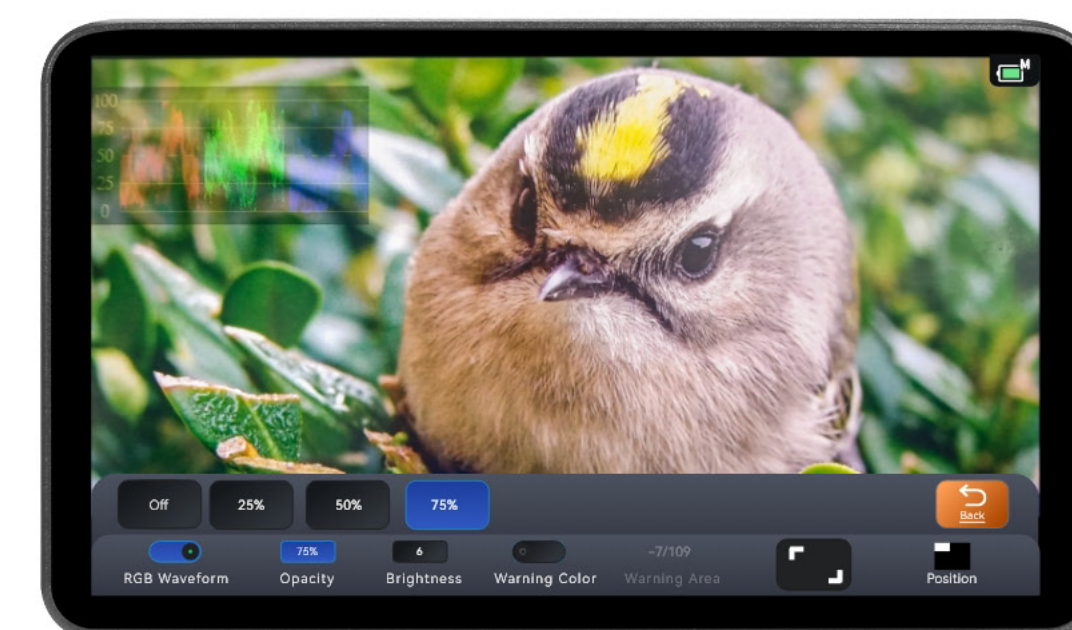 M
100
75
50
25
0
Off 25% 50% 75% Back
75% 6 -7/109
RGB Waveform Opacity Brightness Warning Color Warning Area Position